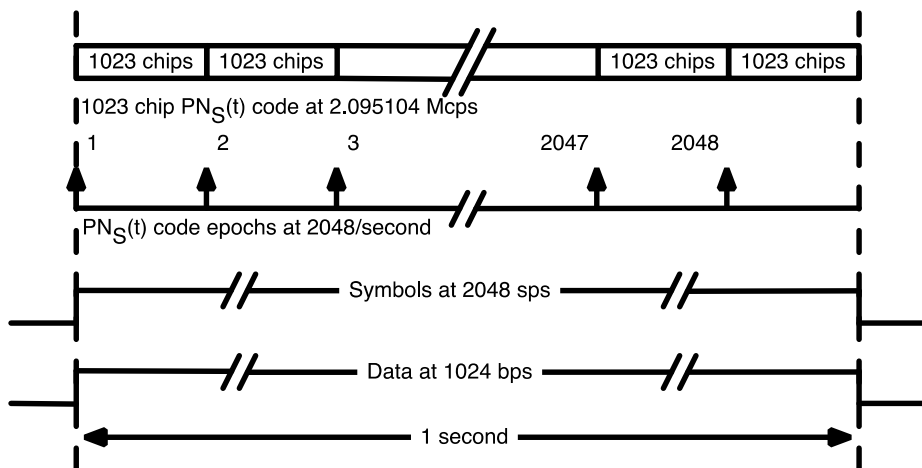 1023 chips 1023 chips 1023 chips 1023 chips
1023 chip PNS(t) code at 2.095104 Mcps
1 2 3 2047 2048
PNS(t) code epochs at 2048/second
Symbols at 2048 sps
Data at 1024 bps
1 second